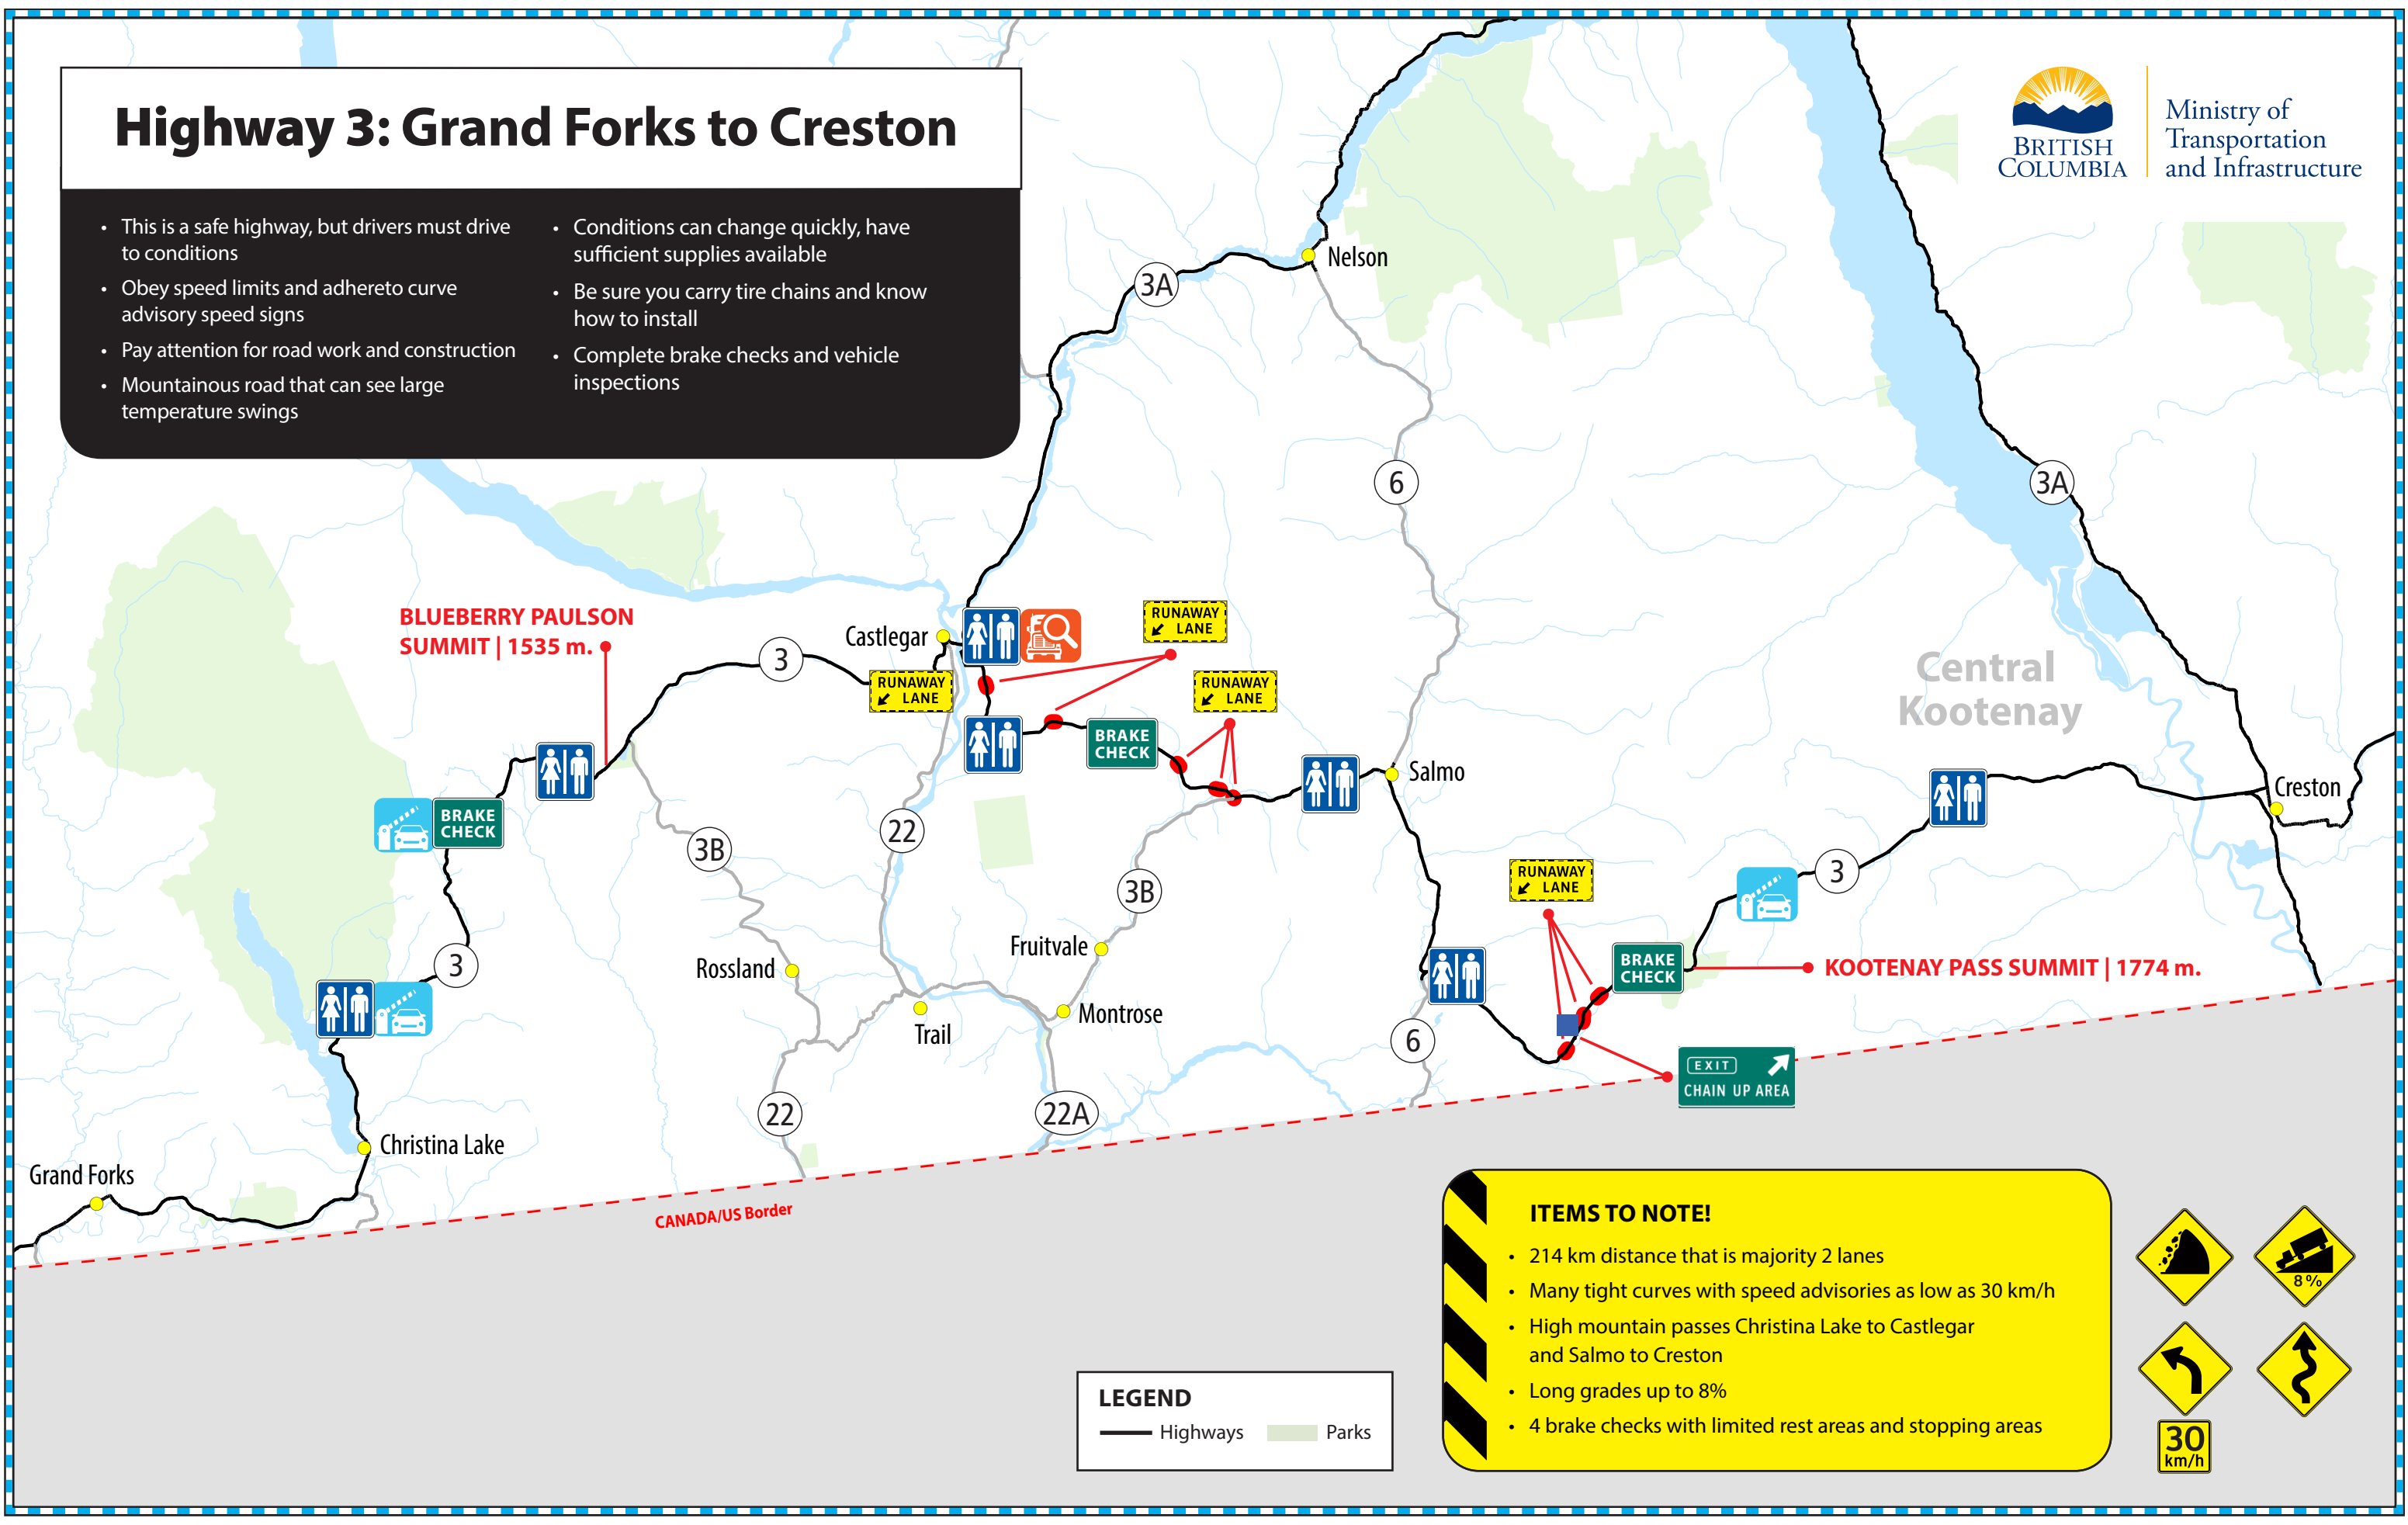 Highway 3: Grand Forks to Creston
• This is a safe highway, but drivers must drive
to conditions
• Obey speed limits and adhereto curve
advisory speed signs
• Pay attention for road work and construction
• Mountainous road that can see large
temperature swings
• Conditions can change quickly, have
sufficient supplies available
• Be sure you carry tire chains and know
how to install
• Complete brake checks and vehicle
inspections
BRITISH
COLUMBIA
Ministry of
Transportation
and Infrastructure
Nelson
3A
6
3A
BLUEBERRY PAULSON
SUMMIT | 1535 m.
3
Castlegar
RUNAWAY
LANE
RUNAWAY
LANE
RUNAWAY
LANE
BRAKE
CHECK
Salmo
Central
Kootenay
Creston
BRAKE
CHECK
3B
22
3B
3
RUNAWAY
LANE
3
Rossland
Fruitvale
BRAKE
CHECK
KOOTENAY PASS SUMMIT | 1774 m.
Trail
Montrose
6
EXIT
CHAIN UP AREA
22
22A
Christina Lake
Grand Forks
CANADA/US Border
ITEMS TO NOTE!
• 214 km distance that is majority 2 lanes
• Many tight curves with speed advisories as low as 30 km/h
• High mountain passes Christina Lake to Castlegar
and Salmo to Creston
• Long grades up to 8%
• 4 brake checks with limited rest areas and stopping areas
8%
30
km/h
LEGEND
Highways
Parks